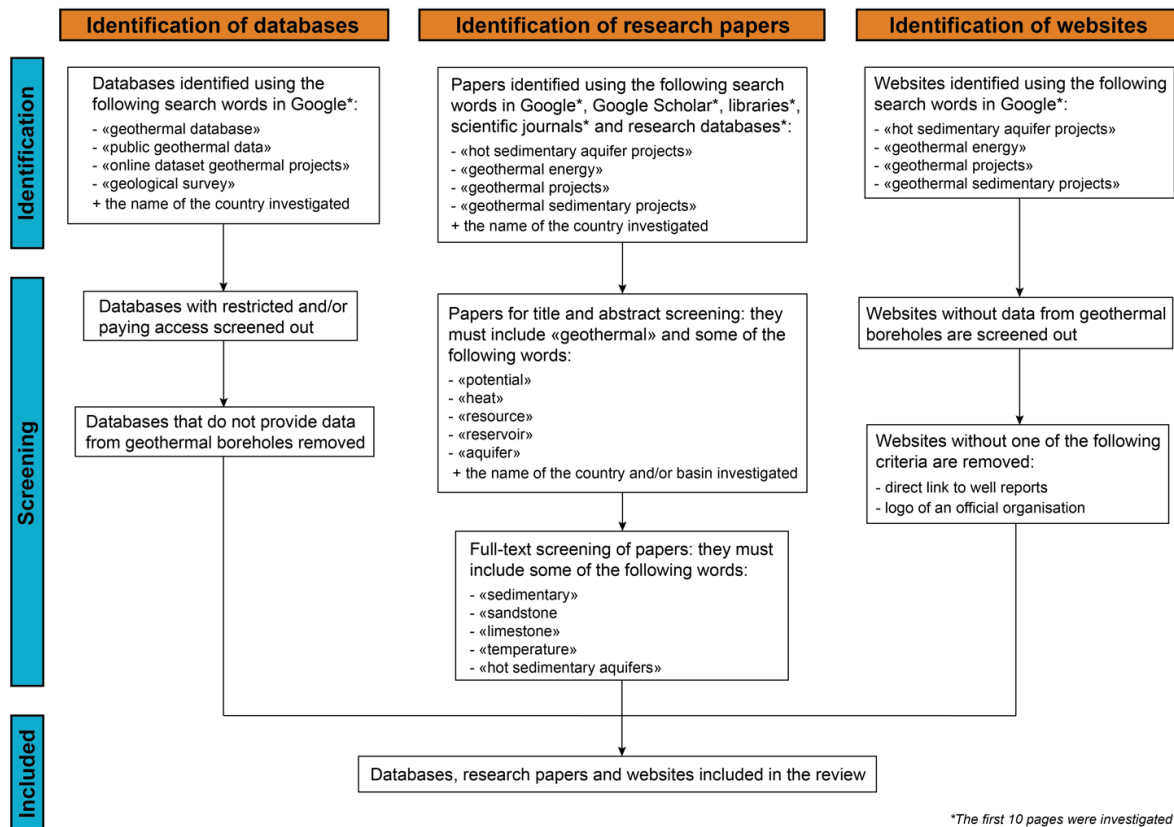 Identification of databases
Identification of research papers
Identification of websites
Identification
Databases identified using the
following search words in Google*:
- «geothermal database»
- «public geothermal data»
- «online dataset geothermal projects»
- «geological survey»
+ the name of the country investigated
Papers identified using the following search
words in Google*, Google Scholar*, libraries*,
scientific journals* and research databases*:
- «hot sedimentary aquifer projects»
- «geothermal energy»
- «geothermal projects»
- «geothermal sedimentary projects»
+ the name of the country investigated
Websites identified using the following
search words in Google*:
- «hot sedimentary aquifer projects»
- «geothermal energy»
- «geothermal projects»
- «geothermal sedimentary projects»
Screening
Databases with restricted and/or
paying access screened out
Databases that do not provide data
from geothermal boreholes removed
Papers for title and abstract screening: they
must include «geothermal» and some of the
following words:
- «potential»
- «heat»
- «resource»
- «reservoir»
- «aquifer»
+ the name of the country and/or basin investigated
Full-text screening of papers: they must
include some of the following words:
- «sedimentary»
- «sandstone
- «limestone»
- «temperature»
- «hot sedimentary aquifers»
Websites without data from geothermal
boreholes are screened out
Websites without one of the following
criteria are removed:
- direct link to well reports
- logo of an official organisation
Included
Databases, research papers and websites included in the review
*The first 10 pages were investigated